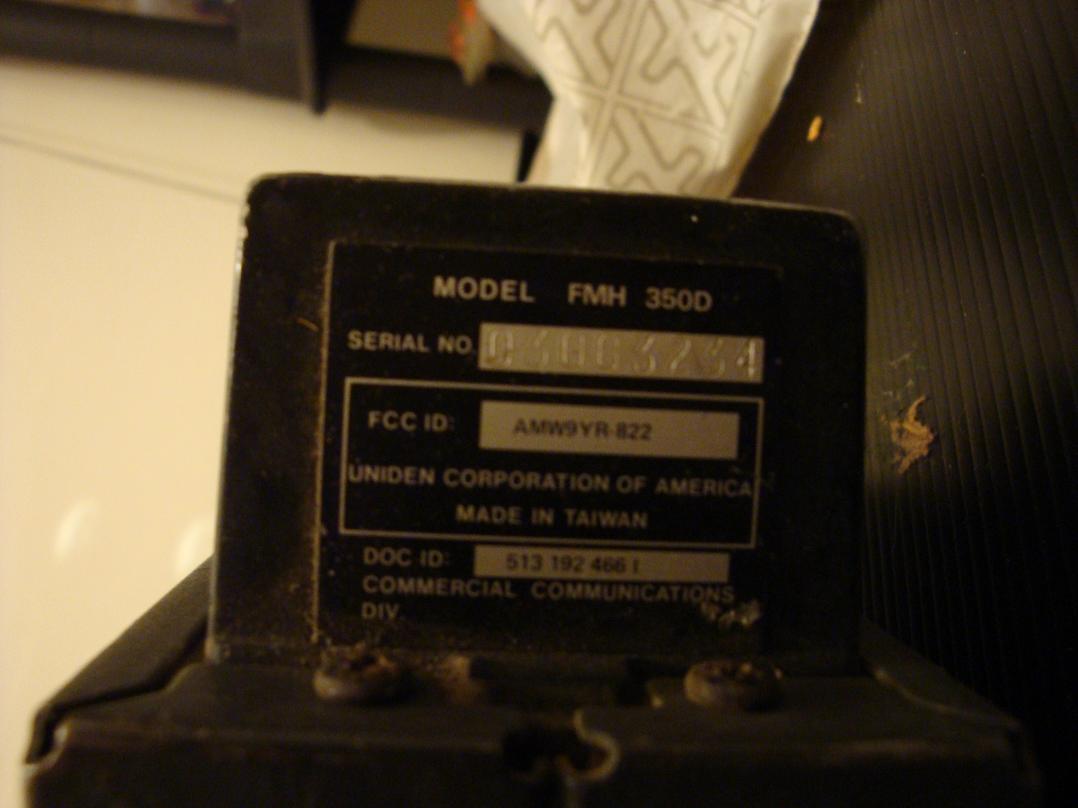 MODEL FMH 350D
SERIAL NO.
FCC ID: AMW9YR-822
UNIDEN CORPORATION OF AMERICA
MADE IN TAIWAN
DOC ID: 513 192 466 I
COMMERCIAL COMMUNICATIONS
DIV.